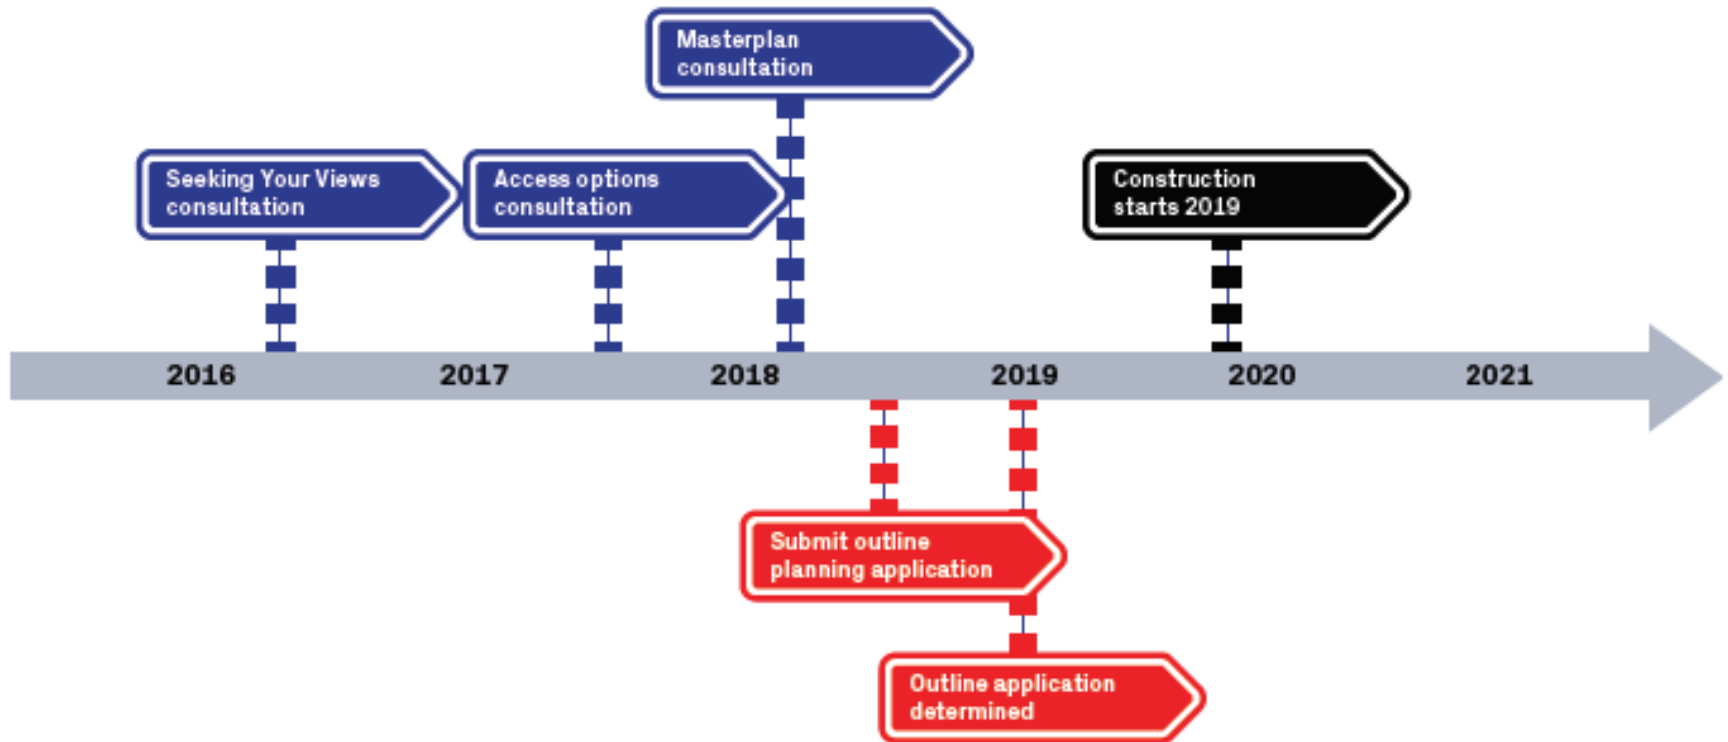 Masterplan
consultation
Seeking Your Views
consultation
Access options
consultation
Construction
starts 2019
2016
2017
2018
2019
2020
2021
Submit outline
planning application
Outline application
determined